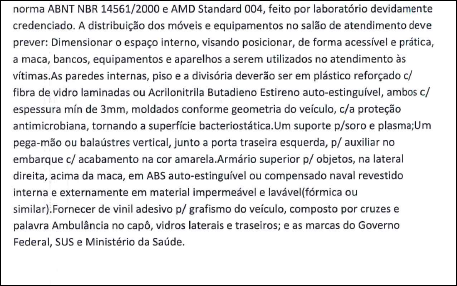 norma ABNT NBR 14561/2000 e AMD Standard 004, feito por laboratório devidamente
credenciado. A distribuição dos móveis e equipamentos no salão de atendimento deve
prever: Dimensionar o espaço interno, visando posicionar, de forma acessível e prática,
a maca, bancos, equipamentos e aparelhos a serem utilizados no atendimento às
vítimas.As paredes internas, piso e a divisória deverão ser em plástico reforçado c/
fibra de vidro laminadas ou Acrilonitrila Butadieno Estireno auto-estinguível, ambos c/
espessura mín de 3mm, moldados conforme geometria do veículo, c/a proteção
antimicrobiana, tornando a superfície bacteriostática.Um suporte p/soro e plasma;Um
pega-mão ou balaústres vertical, junto a porta traseira esquerda, p/ auxiliar no
embarque c/ acabamento na cor amarela.Armário superior p/ objetos, na lateral
direita, acima da maca, em ABS auto-estinguível ou compensado naval revestido
interna e externamente em material impermeável e lavável(fórmica ou
similar).Fornecer de vinil adesivo p/ grafismo do veículo, composto por cruzes e
palavra Ambulância no capô, vidros laterais e traseiros; e as marcas do Governo
Federal, SUS e Ministério da Saúde.